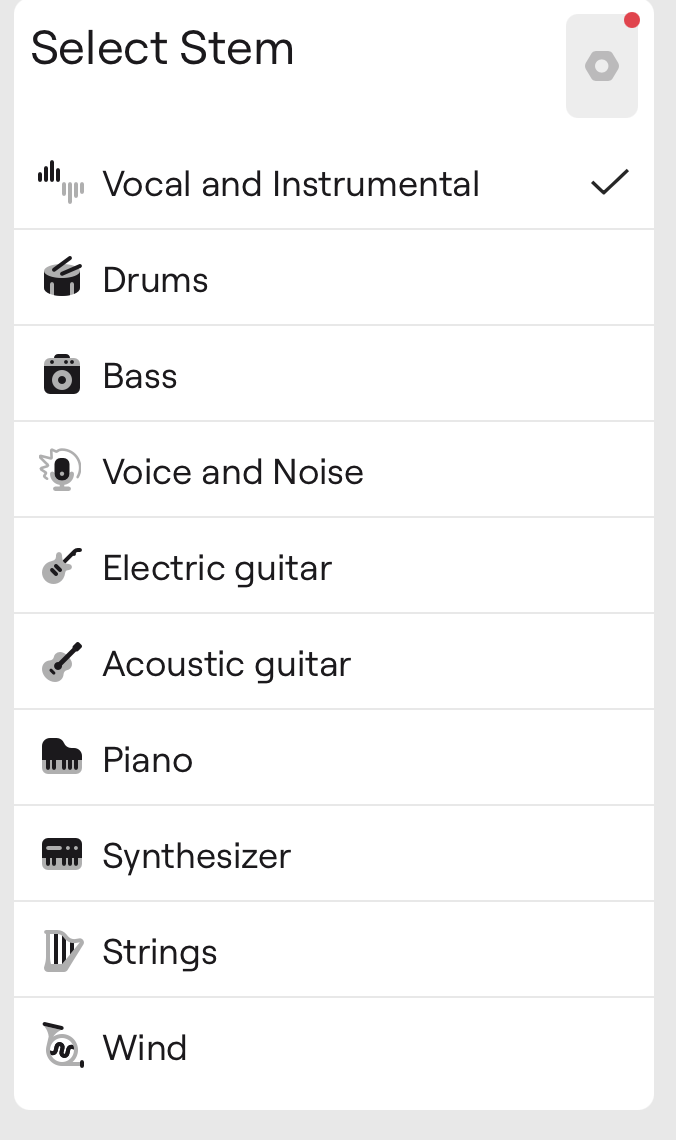 Select Stem
Vocal and Instrumental
Drums
Bass
Voice and Noise
Electric guitar
Acoustic guitar
Piano
Synthesizer
Strings
Wind